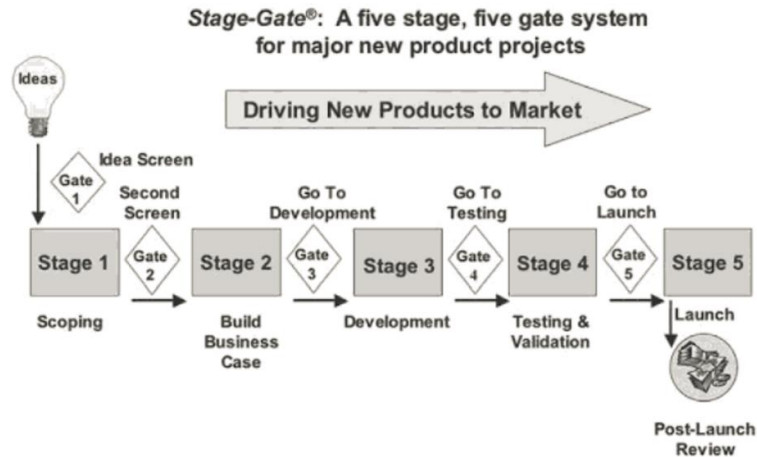 Stage-Gate®: A five stage, five gate system
for major new product projects
Ideas
Driving New Products to Market
Idea Screen
Gate
1
Second
Screen
Go To
Development
Go To
Testing
Go to
Launch
Stage 1
Gate
2
Stage 2
Gate
3
Stage 3
Gate
4
Stage 4
Gate
5
Stage 5
Scoping
Build
Business
Case
Development
Testing &
Validation
Launch
Post-Launch
Review